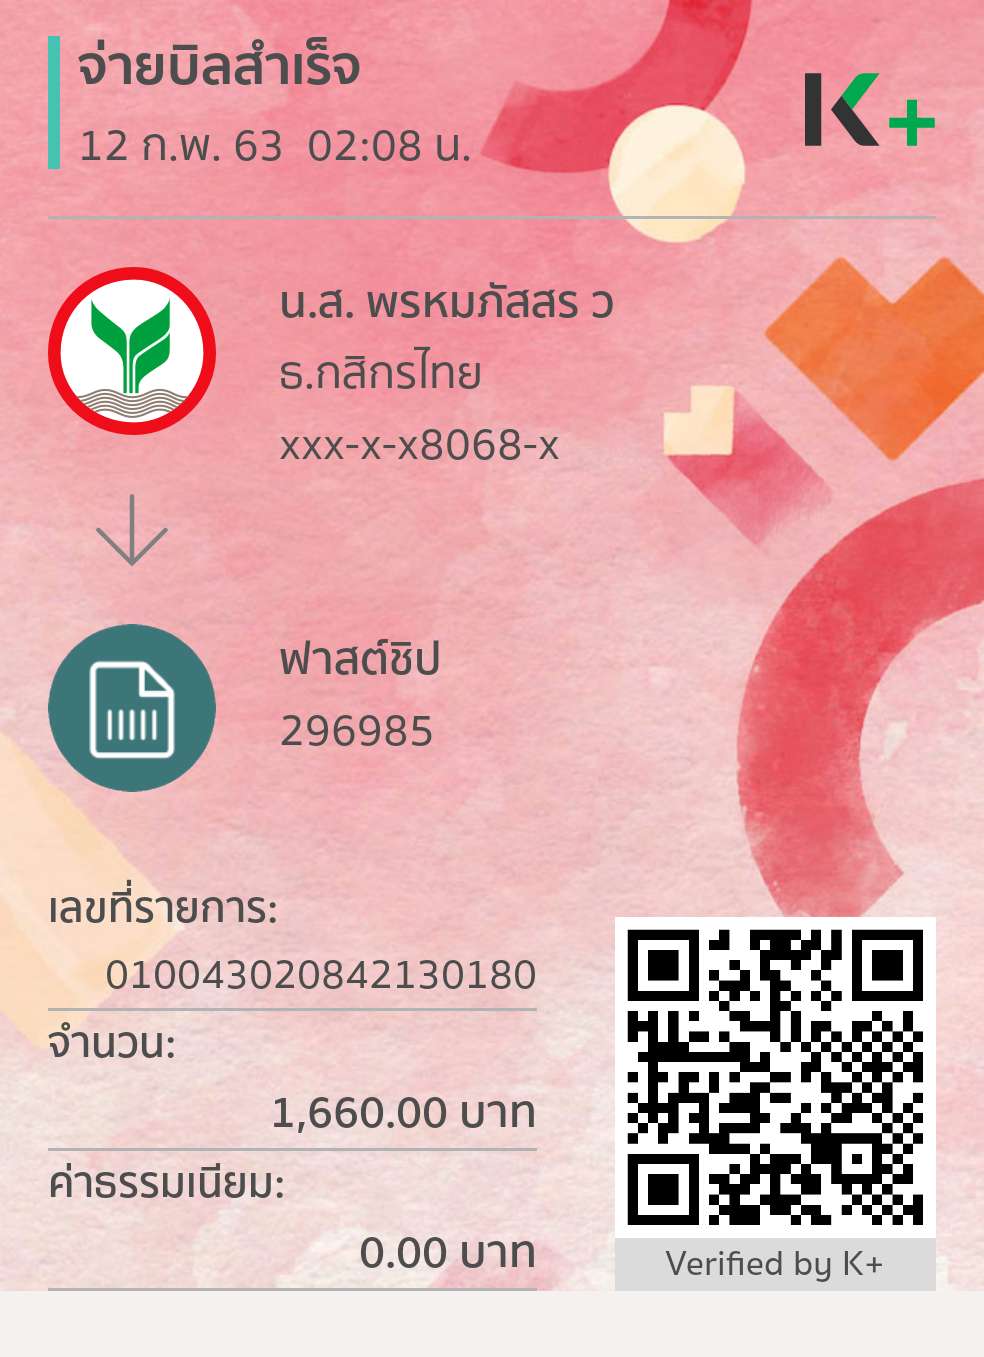 จ่ายบิลสำเร็จ
12 ก.พ. 63 02:08 น.
K+
น.ส. พรหมภัสสร ว
ธ.กสิกรไทย
xxx-x-x8068-x
ฟาสต์ชิป
296985
เลขที่รายการ:
010043020842130180
จำนวน:
1,660.00 บาท
ค่าธรรมเนียม:
0.00 บาท
Verified by K+